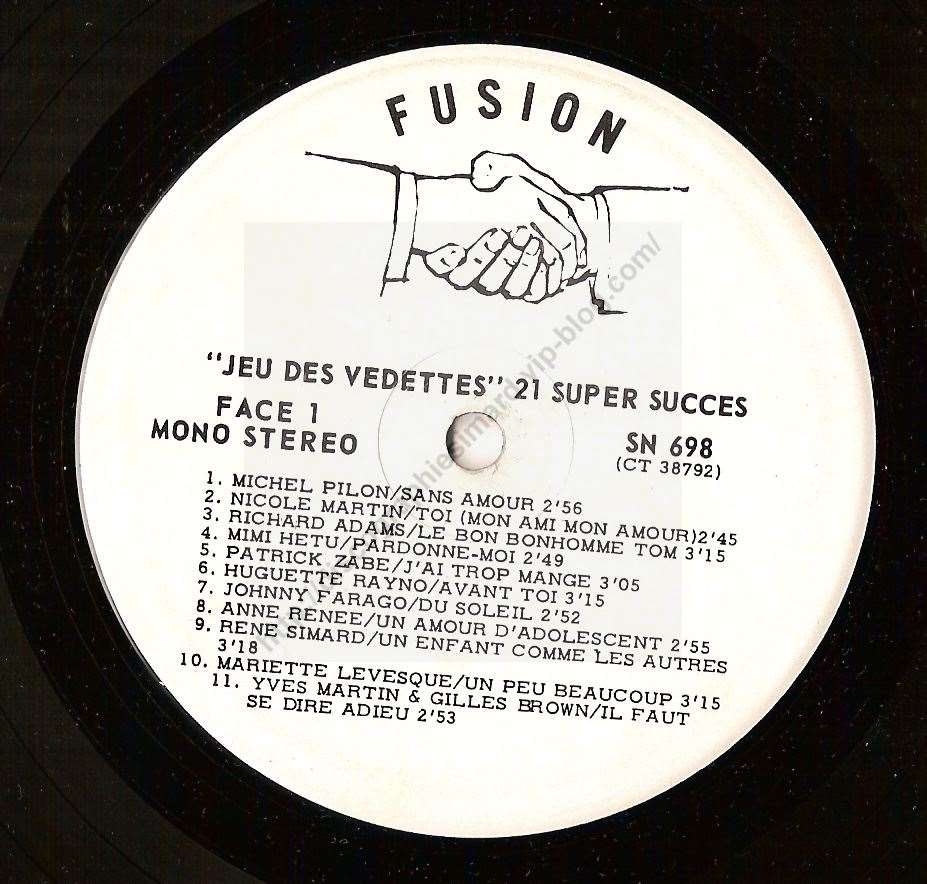 FUSION
"JEU DES VEDETTES" 21 SUPER SUCCES
FACE 1
MONO STEREO
SN 698
(CT 38792)
1. MICHEL PILON/SANS AMOUR 2'56
2. NICOLE MARTIN/TOI (MON AMI MON AMOUR)2'45
3. RICHARD ADAMS/LE BON BONHOMME TOM 3'15
4. MIMI HETU/PARDONNE-MOI 2'49
5. PATRICK ZABE/J'AI TROP MANGE 3'05
6. HUGUETTE RAYNO/AVANT TOI 3'15
7. JOHNNY FARAGO/DU SOLEIL 2'52
8. ANNE RENEE/UN AMOUR D'ADOLESCENT 2'55
9. RENE SIMARD/UN ENFANT COMME LES AUTRES
3'18
10. MARIETTE LEVESQUE/UN PEU BEAUCOUP 3'15
11. YVES MARTIN & GILLES BROWN/IL FAUT
SE DIRE ADIEU 2'53